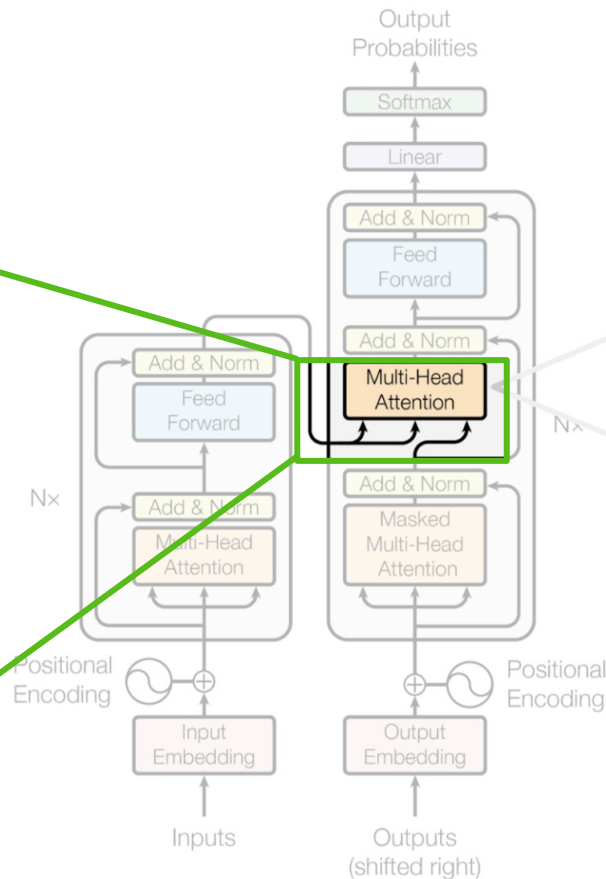 Output
Probabilities
Softmax
Linear
Add & Norm
Feed
Forward
Add & Norm
Multi-Head
Attention
Nx
Add & Norm
Masked
Multi-Head
Attention
Add & Norm
Feed
Forward
Nx
Add & Norm
Multi-Head
Attention
Positional
Encoding
Positional
Encoding
Input
Embedding
Output
Embedding
Inputs
Outputs
(shifted right)